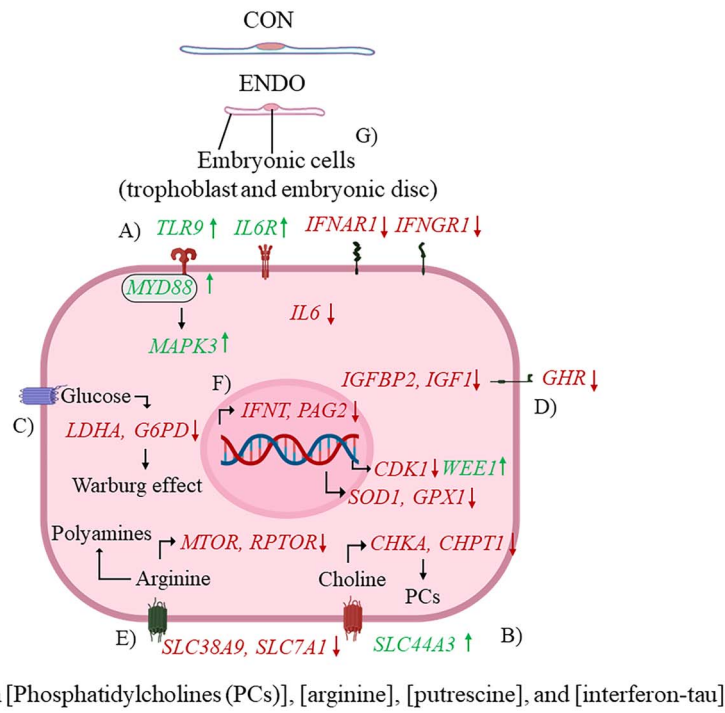 CON
ENDO
G)
Embryonic cells
(trophoblast and embryonic disc)
A) TLR9 ↑ IL6R ↑ IFNAR1 ↓ IFNGR1 ↓
MYD88 ↑
IL6 ↓
MAPK3 ↑
IGFBP2, IGF1 ↓ GHR ↓
D)
Glucose
C)
LDHA, G6PD ↓
Warburg effect
F)
IFNT, PAG2 ↓
CDK1 ↓ WEE1 ↑
SOD1, GPX1 ↓
Polyamines
MTOR, RPTOR ↓
Arginine
CHKA, CHPT1 ↓
Choline
PCs
E)
SLC38A9, SLC7A1 ↓
SLC44A3 ↑
B)
[Phosphatidylcholines (PCs)], [arginine], [putrescine], and [interferon-tau]